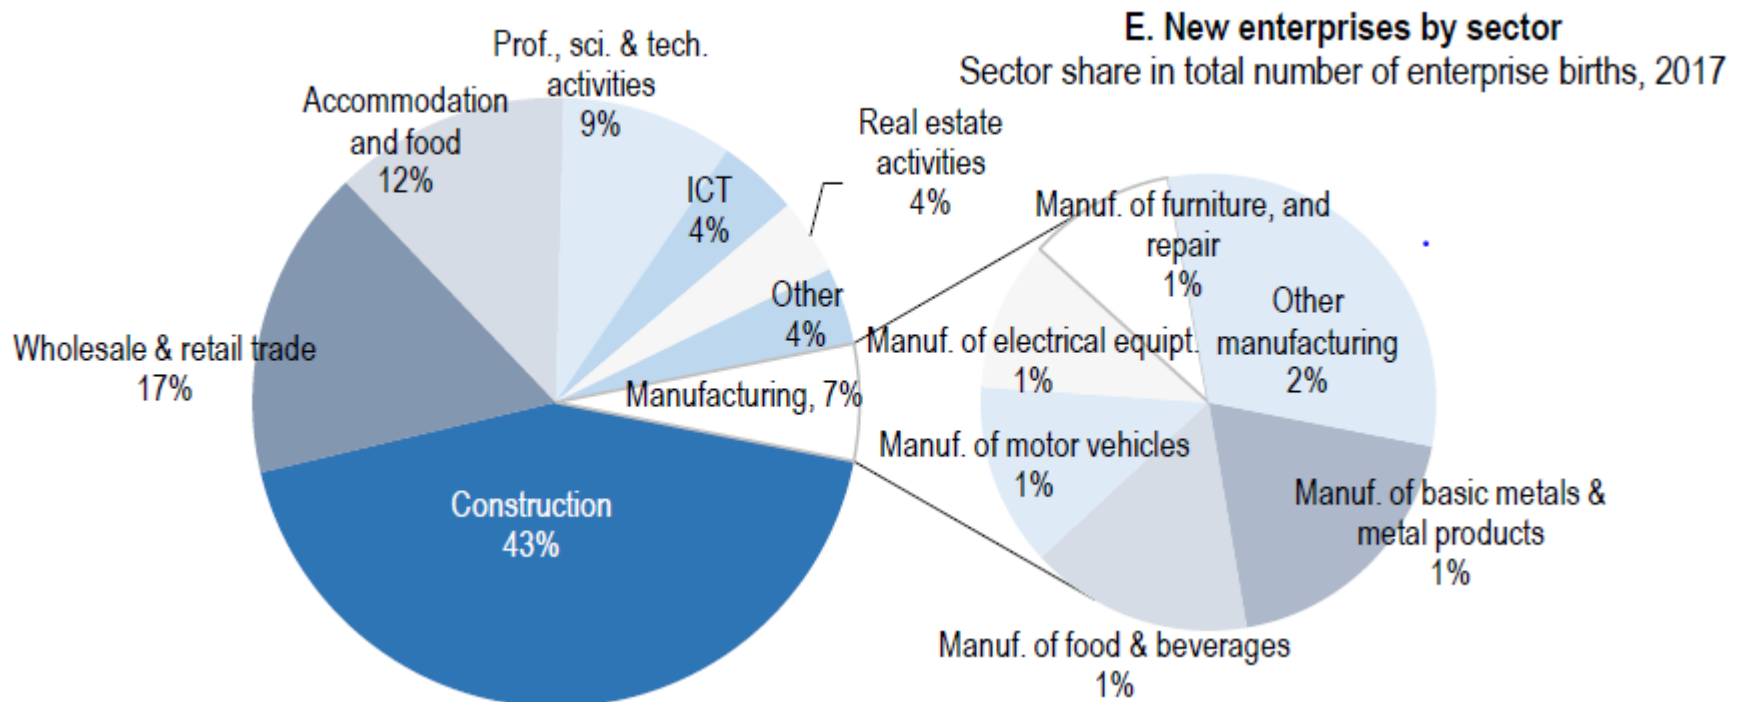 E. New enterprises by sector
Sector share in total number of enterprise births, 2017
Prof., sci. & tech.
activities
9%
Accommodation
and food
12%
Real estate
activities
4%
ICT
4%
Other
4%
Wholesale & retail trade
17%
Manufacturing, 7%
Construction
43%
Manuf. of furniture, and
repair
1%
Other
manufacturing
2%
Manuf. of electrical equipt.
1%
Manuf. of motor vehicles
1%
Manuf. of basic metals &
metal products
1%
Manuf. of food & beverages
1%